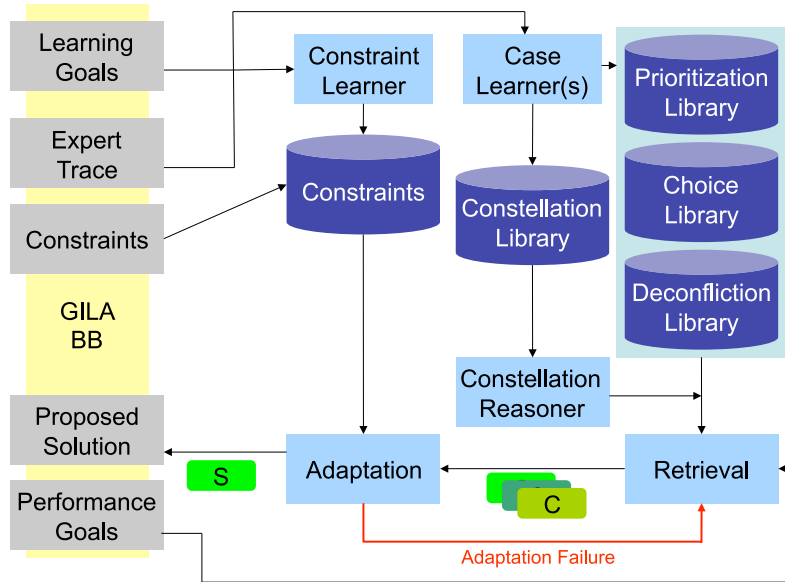 Learning
Goals
Expert
Trace
Constraints
GILA
BB
Proposed
Solution
Performance
Goals
Constraint
Learner
Constraints
Case
Learner(s)
Constellation
Library
Prioritization
Library
Choice
Library
Deconfliction
Library
Constellation
Reasoner
S
Adaptation
C
Retrieval
Adaptation Failure